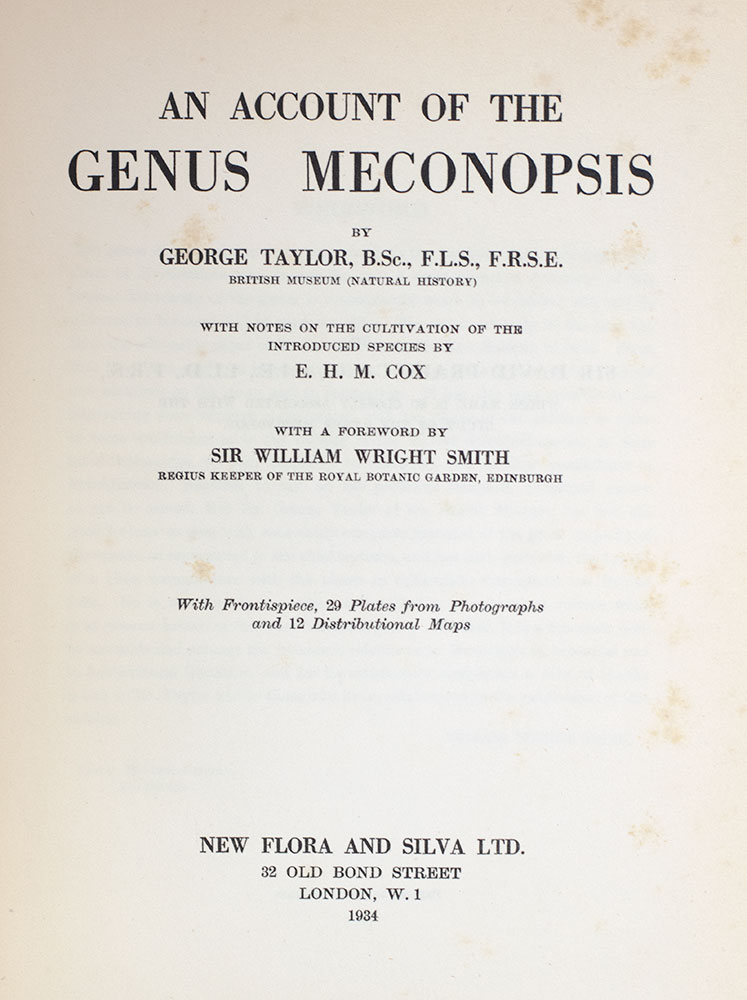 AN ACCOUNT OF THE
GENUS MECONOPSIS
BY
GEORGE TAYLOR, B.Sc., F.L.S., F.R.S.E.
BRITISH MUSEUM (NATURAL HISTORY)
WITH NOTES ON THE CULTIVATION OF THE
INTRODUCED SPECIES BY
E. H. M. COX
WITH A FOREWORD BY
SIR WILLIAM WRIGHT SMITH
REGIUS KEEPER OF THE ROYAL BOTANIC GARDEN, EDINBURGH
With Frontispiece, 29 Plates from Photographs
and 12 Distributional Maps
NEW FLORA AND SILVA LTD.
32 OLD BOND STREET
LONDON, W. 1
1934